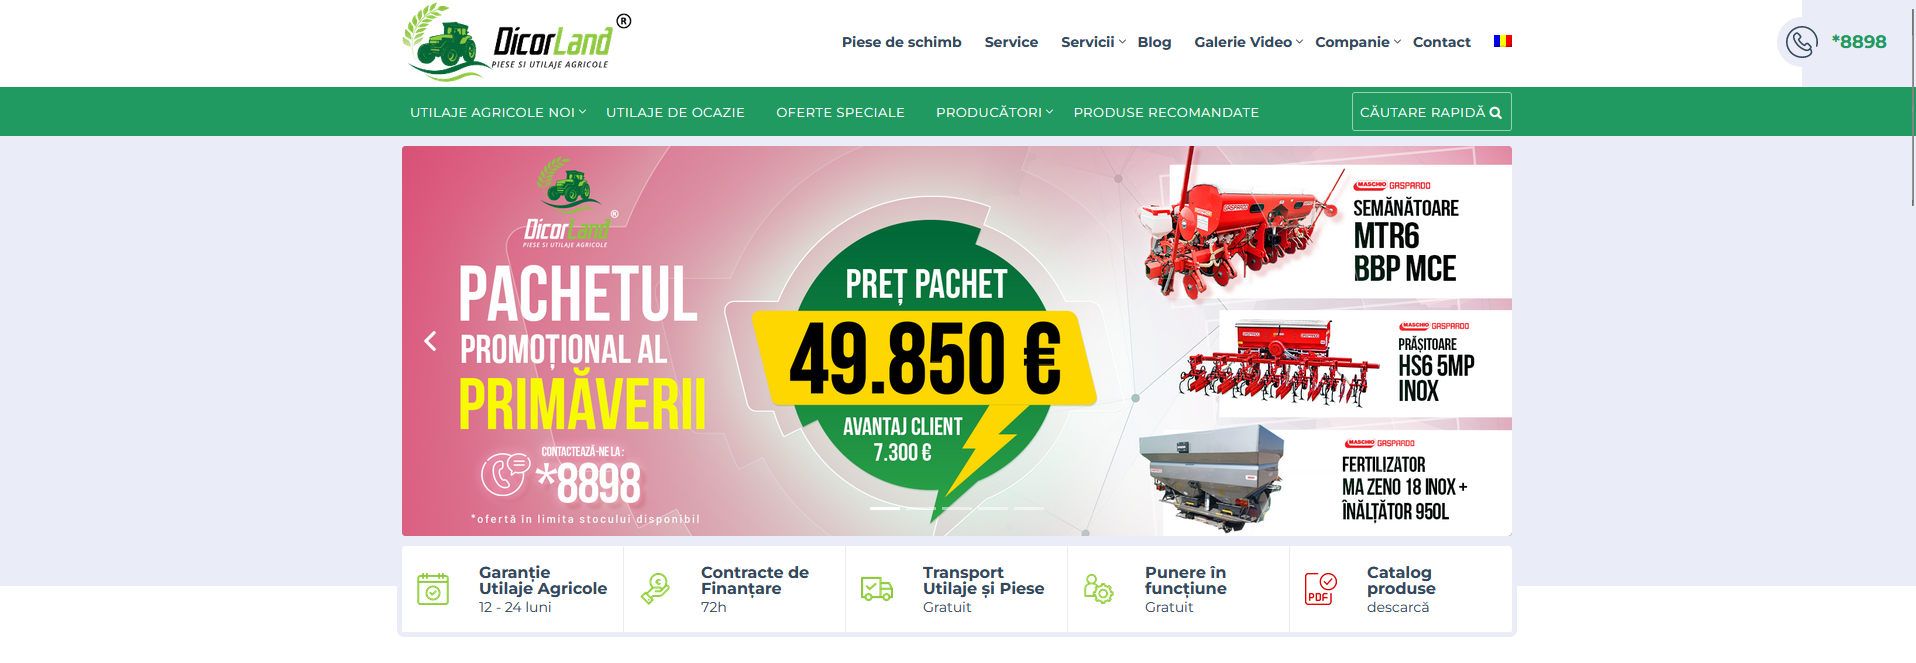 DicorLand ®
PIESE SI UTILAJE AGRICOLE
Piese de schimb Service Servicii Blog Galerie Video Companie Contact
*8898
UTILAJE AGRICOLE NOI UTILAJE DE OCAZIE OFERTE SPECIALE PRODUCĂTORI PRODUSE RECOMANDATE
CĂUTARE RAPIDĂ
DicorLand ®
PIESE SI UTILAJE AGRICOLE
PACHETUL
PROMOȚIONAL AL
PRIMĂVERII
CONTACTEAZĂ-NE LA :
*8898
*ofertă în limita stocului disponibil
PREȚ PACHET
49.850 €
AVANTAJ CLIENT
7.300 €
MASCHIO GASPARDO
SEMĂNĂTOARE
MTR6
BBP MCE
MASCHIO GASPARDO
PRĂȘITOARE
HS6 5MP
INOX
MASCHIO GASPARDO
FERTILIZATOR
MA ZENO 18 INOX +
ÎNĂLȚĂTOR 950L
Garanție
Utilaje Agricole
12 - 24 luni
Contracte de
Finanțare
72h
Transport
Utilaje și Piese
Gratuit
Punere în
funcțiune
Gratuit
PDF
Catalog
produse
descarcă